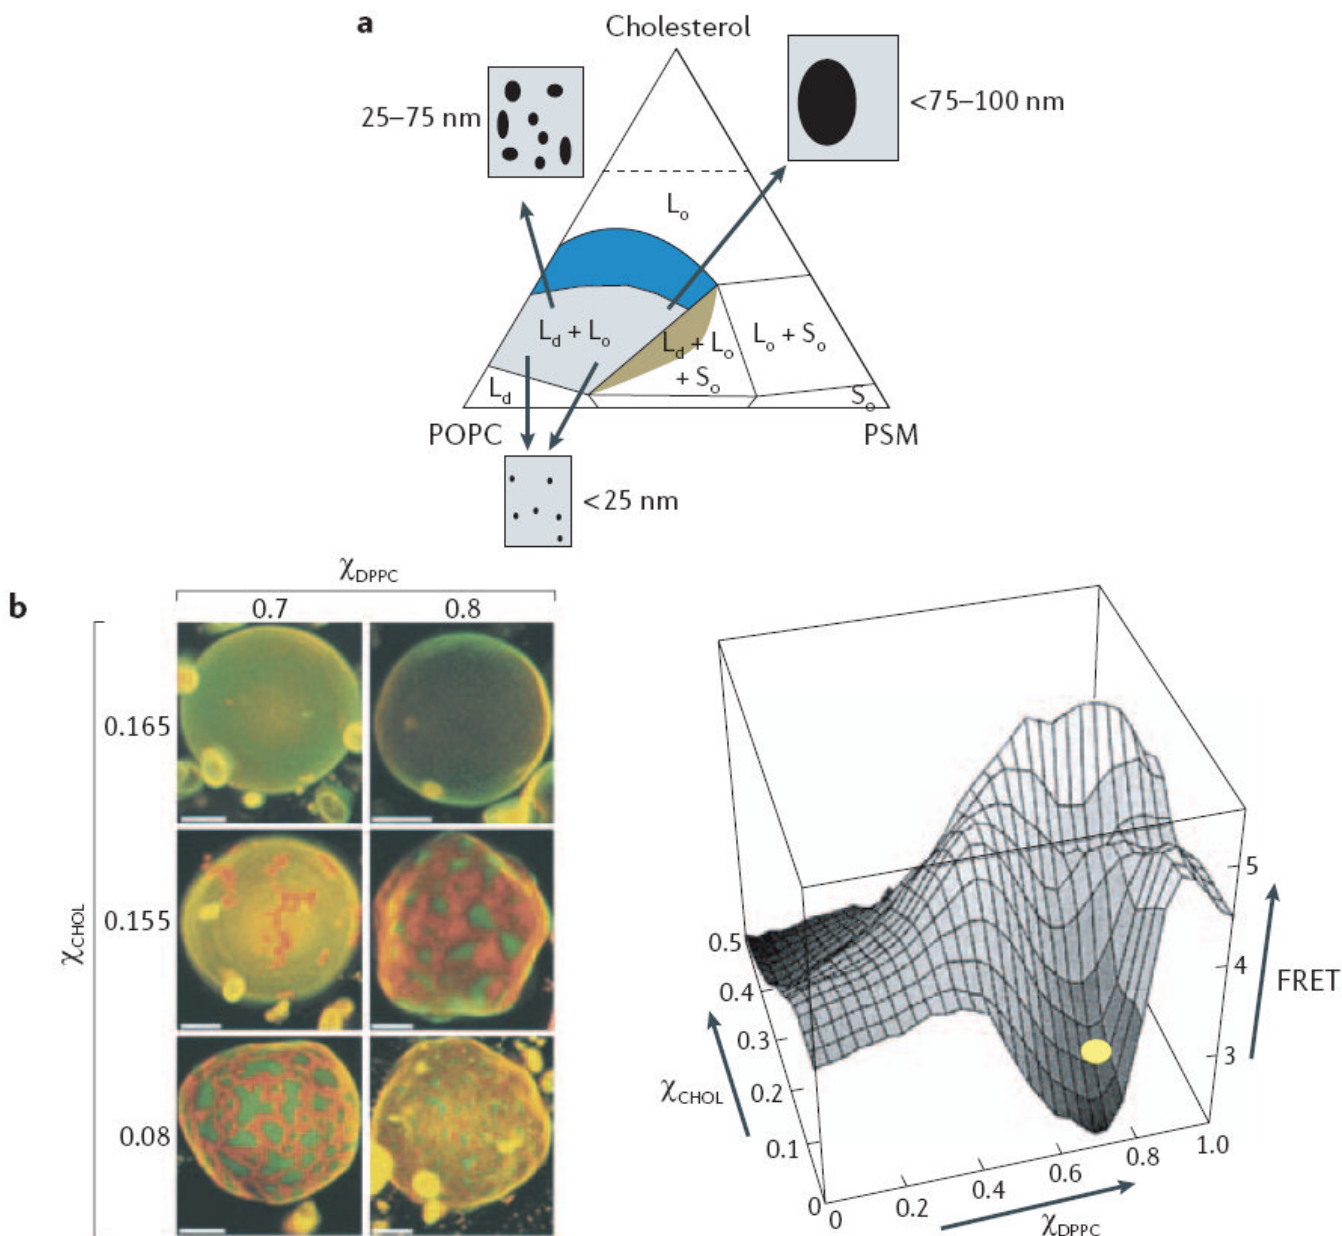 a
Cholesterol
25–75 nm
<75–100 nm
Lo
Ld + Lo
Ld + Lo
+ So
Lo + So
Ld
So
POPC
PSM
<25 nm
b
χDPPC
0.7 0.8
0.165
0.155
0.08
χCHOL
0.5
0.4
0.3
0.2
0.1
0
χCHOL
0 0.2 0.4 0.6 0.8 1.0
χDPPC
5
4
3
FRET